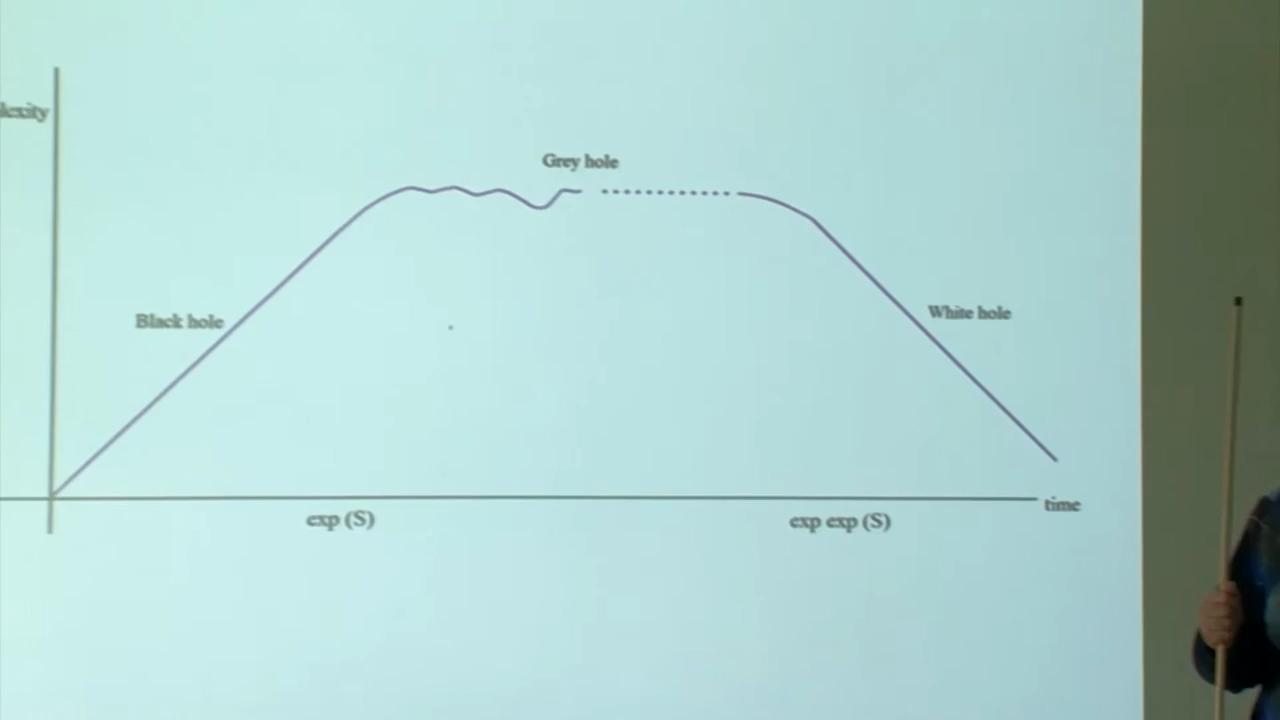 lexity
Grey hole
Black hole
White hole
time
exp (S)
exp exp (S)